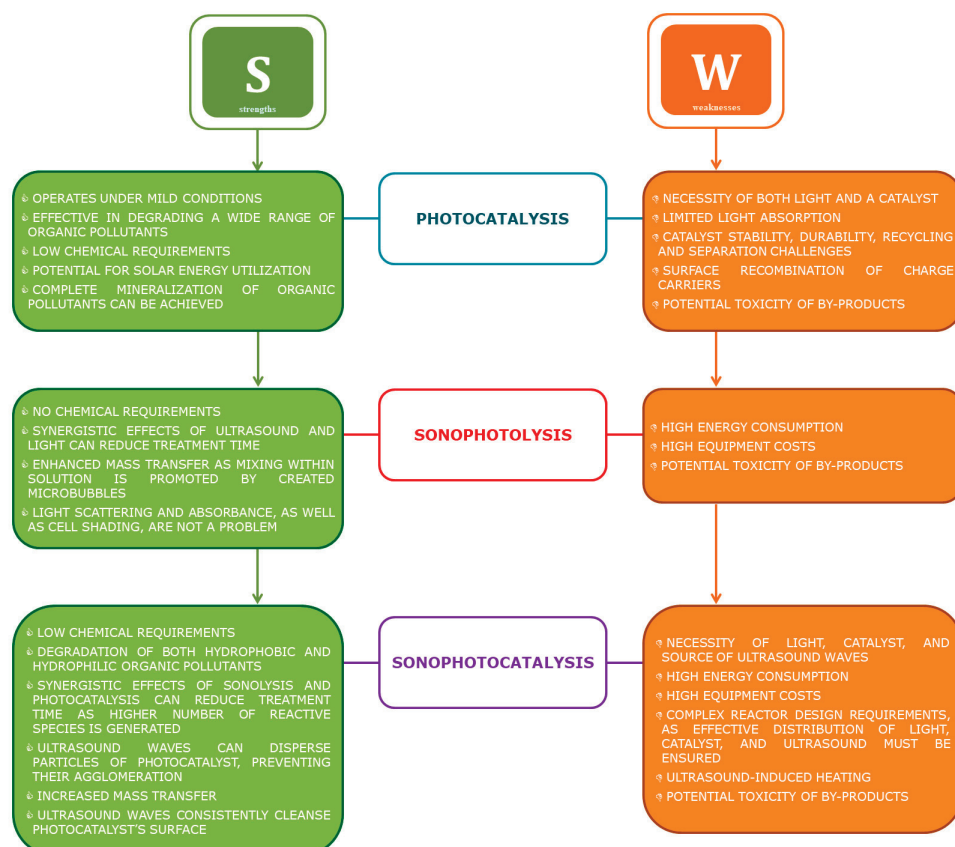 S
strengths
W
weaknesses
OPERATES UNDER MILD CONDITIONS
EFFECTIVE IN DEGRADING A WIDE RANGE OF
ORGANIC POLLUTANTS
LOW CHEMICAL REQUIREMENTS
POTENTIAL FOR SOLAR ENERGY UTILIZATION
COMPLETE MINERALIZATION OF ORGANIC
POLLUTANTS CAN BE ACHIEVED
PHOTOCATALYSIS
NECESSITY OF BOTH LIGHT AND A CATALYST
LIMITED LIGHT ABSORPTION
CATALYST STABILITY, DURABILITY, RECYCLING
AND SEPARATION CHALLENGES
SURFACE RECOMBINATION OF CHARGE
CARRIERS
POTENTIAL TOXICITY OF BY-PRODUCTS
NO CHEMICAL REQUIREMENTS
SYNERGISTIC EFFECTS OF ULTRASOUND AND
LIGHT CAN REDUCE TREATMENT TIME
ENHANCED MASS TRANSFER AS MIXING WITHIN
SOLUTION IS PROMOTED BY CREATED
MICROBUBBLES
LIGHT SCATTERING AND ABSORBANCE, AS WELL
AS CELL SHADING, ARE NOT A PROBLEM
SONOPHOTOLYSIS
HIGH ENERGY CONSUMPTION
HIGH EQUIPMENT COSTS
POTENTIAL TOXICITY OF BY-PRODUCTS
LOW CHEMICAL REQUIREMENTS
DEGRADATION OF BOTH HYDROPHOBIC AND
HYDROPHILIC ORGANIC POLLUTANTS
SYNERGISTIC EFFECTS OF SONOLYSIS AND
PHOTOCATALYSIS CAN REDUCE TREATMENT
TIME AS HIGHER NUMBER OF REACTIVE
SPECIES IS GENERATED
ULTRASOUND WAVES CAN DISPERSE
PARTICLES OF PHOTOCATALYST, PREVENTING
THEIR AGGLOMERATION
INCREASED MASS TRANSFER
ULTRASOUND WAVES CONSISTENTLY CLEANSE
PHOTOCATALYST'S SURFACE
SONOPHOTOCATALYSIS
NECESSITY OF LIGHT, CATALYST, AND
SOURCE OF ULTRASOUND WAVES
HIGH ENERGY CONSUMPTION
HIGH EQUIPMENT COSTS
COMPLEX REACTOR DESIGN REQUIREMENTS,
AS EFFECTIVE DISTRIBUTION OF LIGHT,
CATALYST, AND ULTRASOUND MUST BE
ENSURED
ULTRASOUND-INDUCED HEATING
POTENTIAL TOXICITY OF BY-PRODUCTS